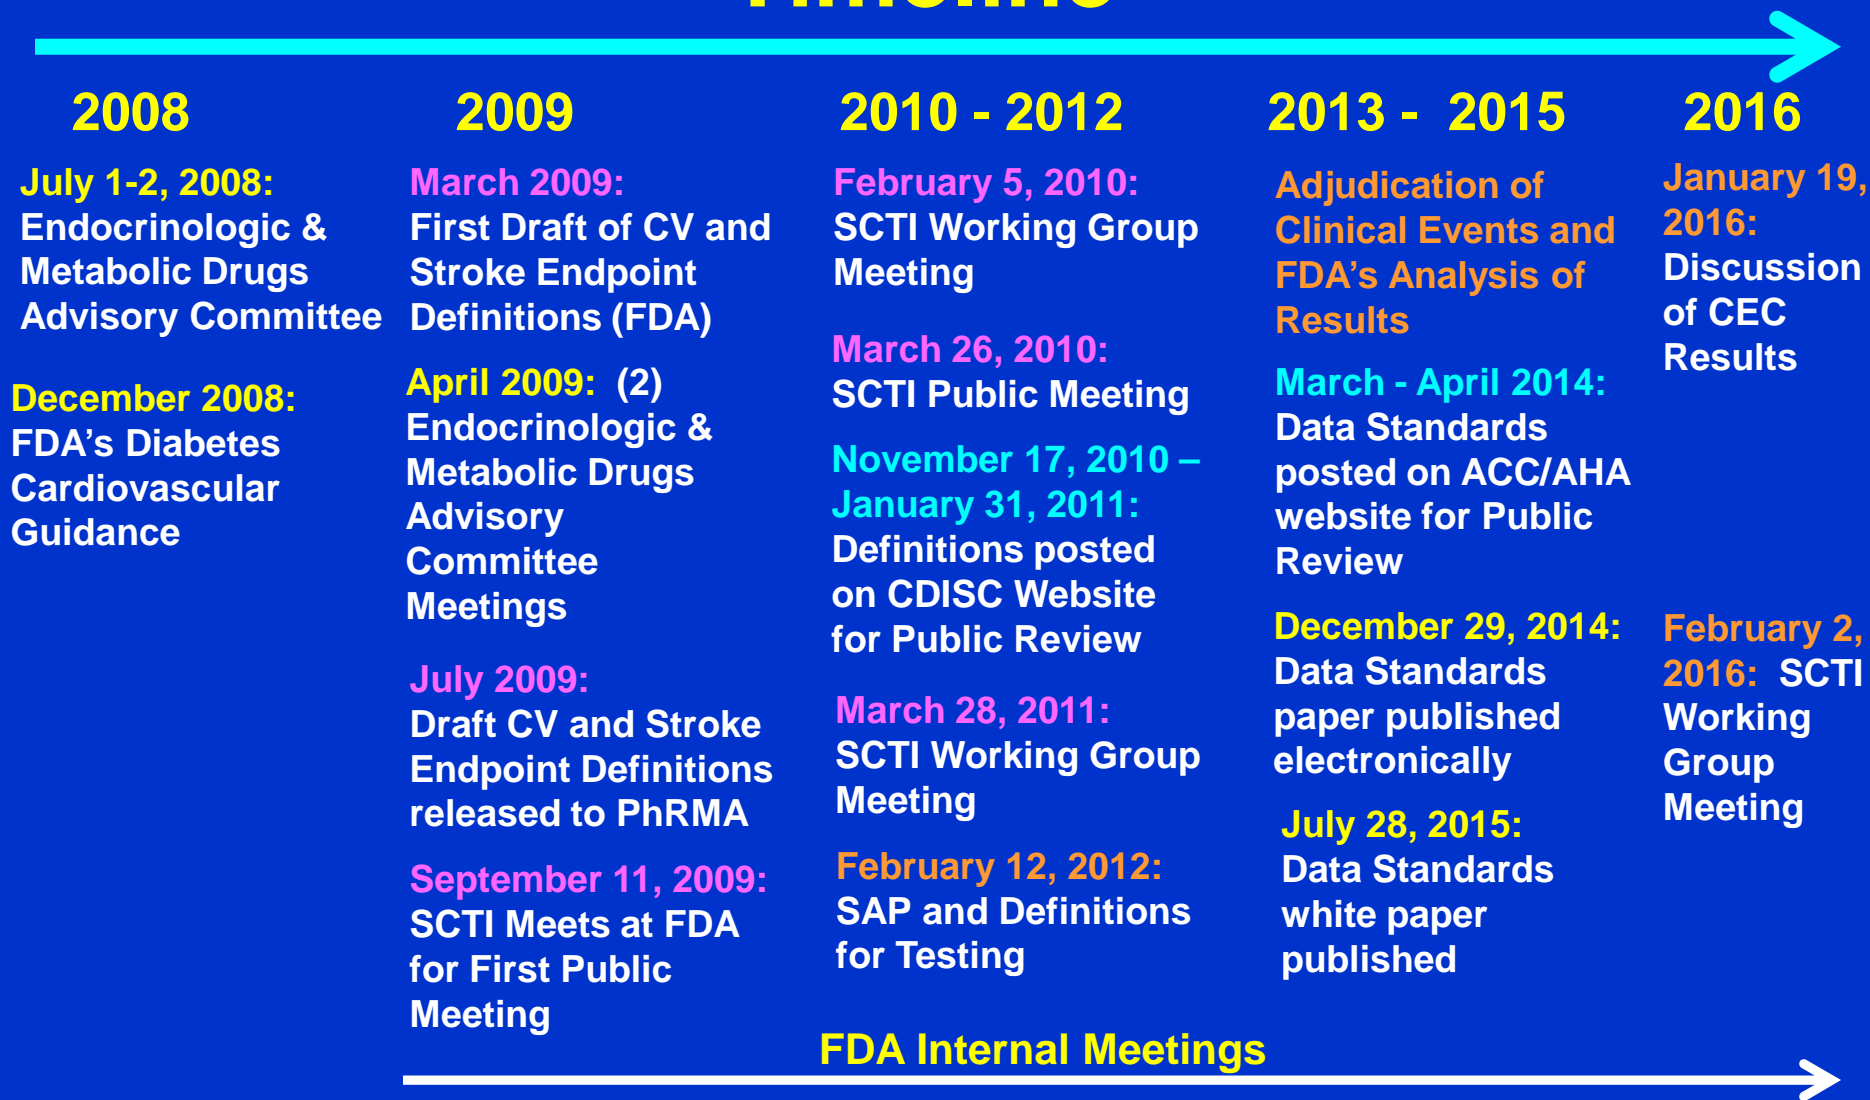 Timeline
2008
July 1-2, 2008:
Endocrinologic &
Metabolic Drugs
Advisory Committee
December 2008:
FDA's Diabetes
Cardiovascular
Guidance
2009
March 2009:
First Draft of CV and
Stroke Endpoint
Definitions (FDA)
April 2009: (2)
Endocrinologic &
Metabolic Drugs
Advisory
Committee
Meetings
July 2009:
Draft CV and Stroke
Endpoint Definitions
released to PhRMA
September 11, 2009:
SCTI Meets at FDA
for First Public
Meeting
2010 - 2012
February 5, 2010:
SCTI Working Group
Meeting
March 26, 2010:
SCTI Public Meeting
November 17, 2010 –
January 31, 2011:
Definitions posted
on CDISC Website
for Public Review
March 28, 2011:
SCTI Working Group
Meeting
February 12, 2012:
SAP and Definitions
for Testing
2013 - 2015
Adjudication of
Clinical Events and
FDA's Analysis of
Results
March - April 2014:
Data Standards
posted on ACC/AHA
website for Public
Review
December 29, 2014:
Data Standards
paper published
electronically
July 28, 2015:
Data Standards
white paper
published
2016
January 19,
2016:
Discussion
of CEC
Results
February 2,
2016: SCTI
Working
Group
Meeting
FDA Internal Meetings